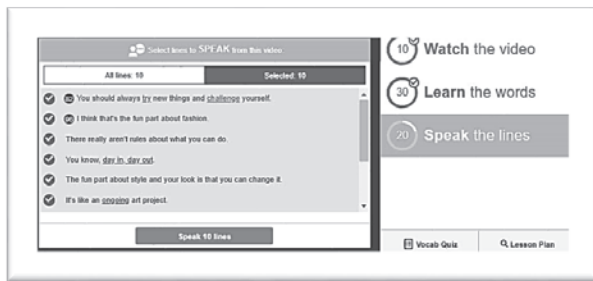 Select lines to SPEAK from this video:
All lines: 10
Selected: 10
You should always try new things and challenge yourself.
I think that's the fun part about fashion.
There really aren't rules about what you can do.
You know, day in, day out.
The fun part about style and your look is that you can change it.
It's like an ongoing art project.
Speak 10 lines
10 Watch the video
30 Learn the words
20 Speak the lines
Vocab Quiz
Lesson Plan